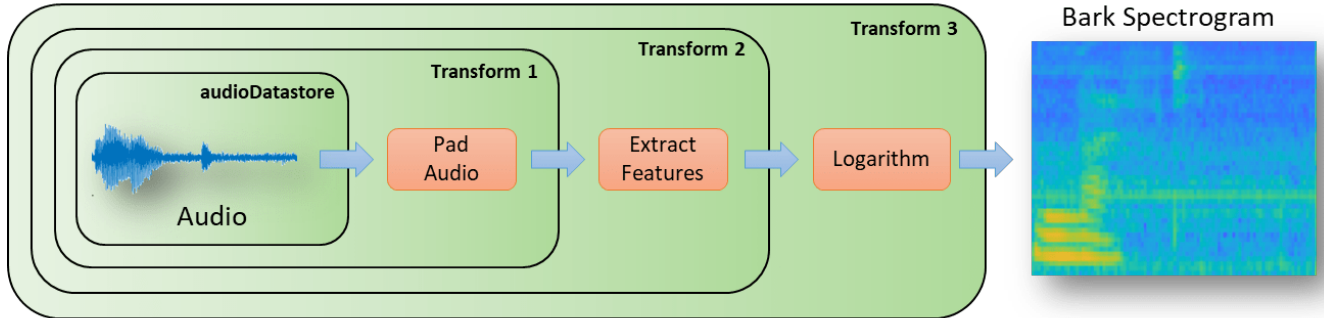 Bark Spectrogram
Transform 3
Transform 2
Transform 1
audioDatastore
Audio
Pad
Audio
Extract
Features
Logarithm